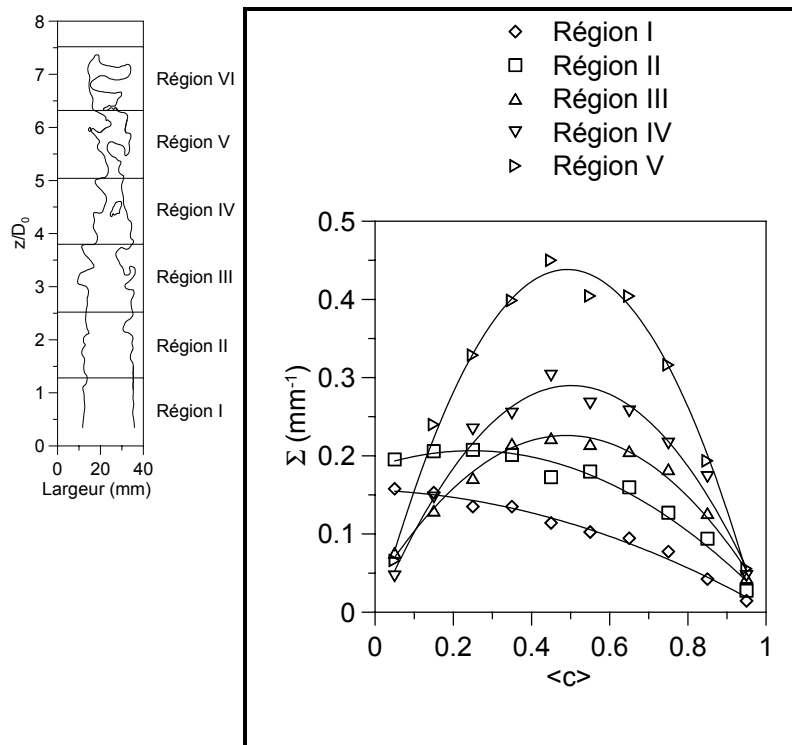 8
7
6
5
4
3
2
1
0
z/D₀
0 20 40
Largeur (mm)
Région VI
Région V
Région IV
Région III
Région II
Région I
Région I
Région II
Région III
Région IV
Région V
0.5
0.4
0.3
0.2
0.1
0
Σ (mm⁻¹)
0 0.2 0.4 0.6 0.8 1
<c>